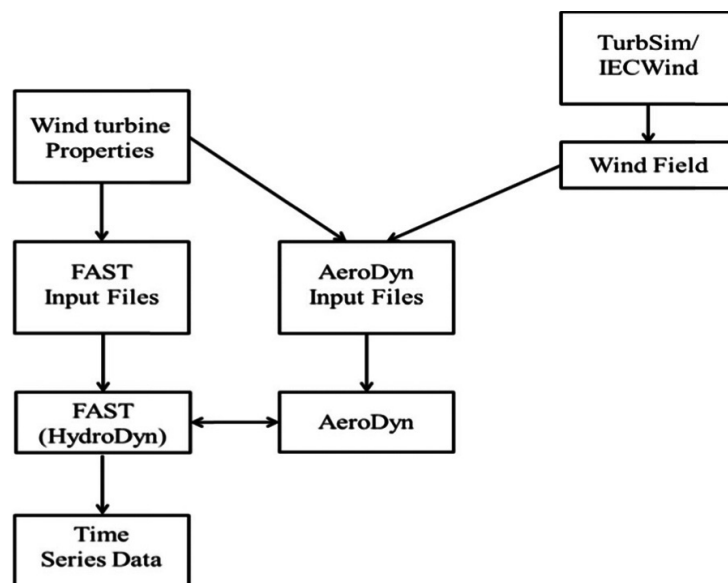 TurbSim/
IECWind
Wind turbine
Properties
Wind Field
FAST
Input Files
AeroDyn
Input Files
FAST
(HydroDyn)
AeroDyn
Time
Series Data